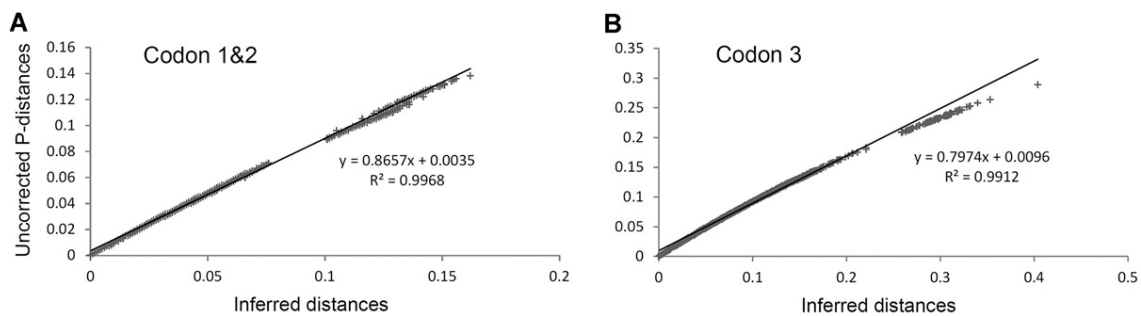 A
Codon 1&2
Uncorrected P-distances
0.16
0.14
0.12
0.1
0.08
0.06
0.04
0.02
0
y = 0.8657x + 0.0035
R² = 0.9968
0 0.05 0.1 0.15 0.2
Inferred distances
B
Codon 3
0.35
0.3
0.25
0.2
0.15
0.1
0.05
0
y = 0.7974x + 0.0096
R² = 0.9912
0 0.1 0.2 0.3 0.4 0.5
Inferred distances